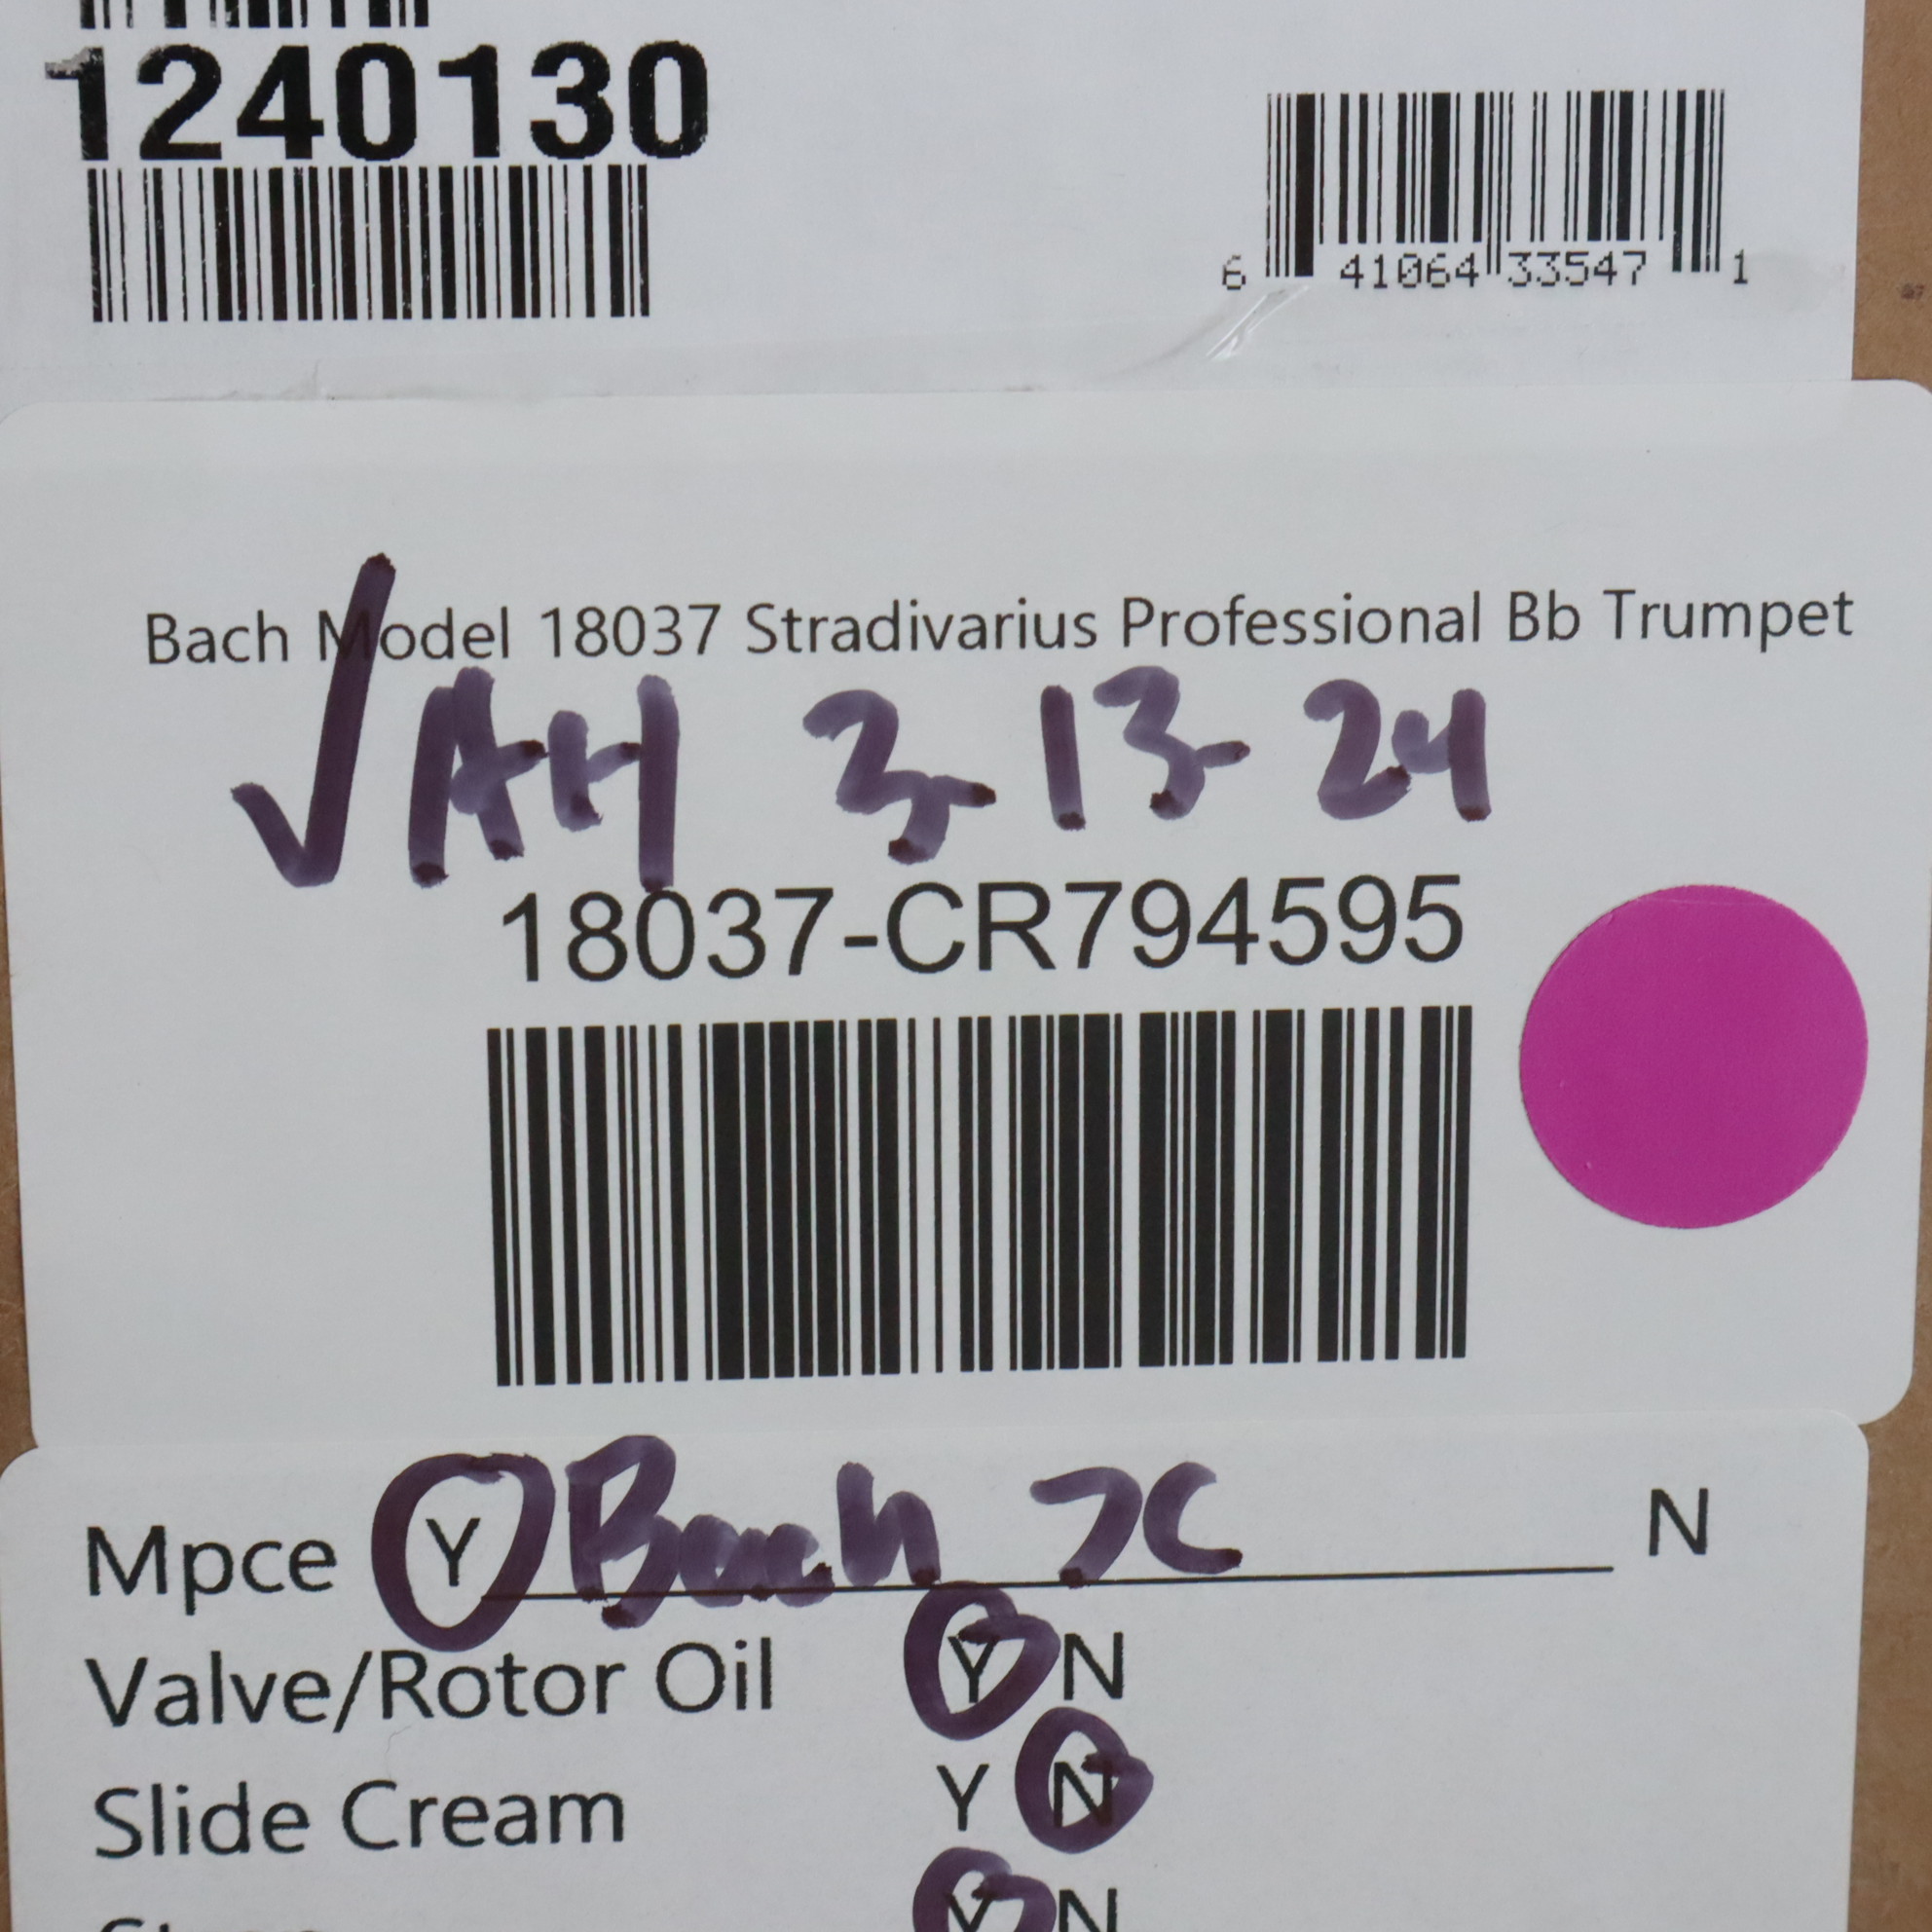 1240130
6 41064 33547 1
Bach Model 18037 Stradivarius Professional Bb Trumpet
√ AH 3-13-24
18037-CR794595
Mpce Y Bach 7C N
Valve/Rotor Oil Y N
Slide Cream Y N
Y N